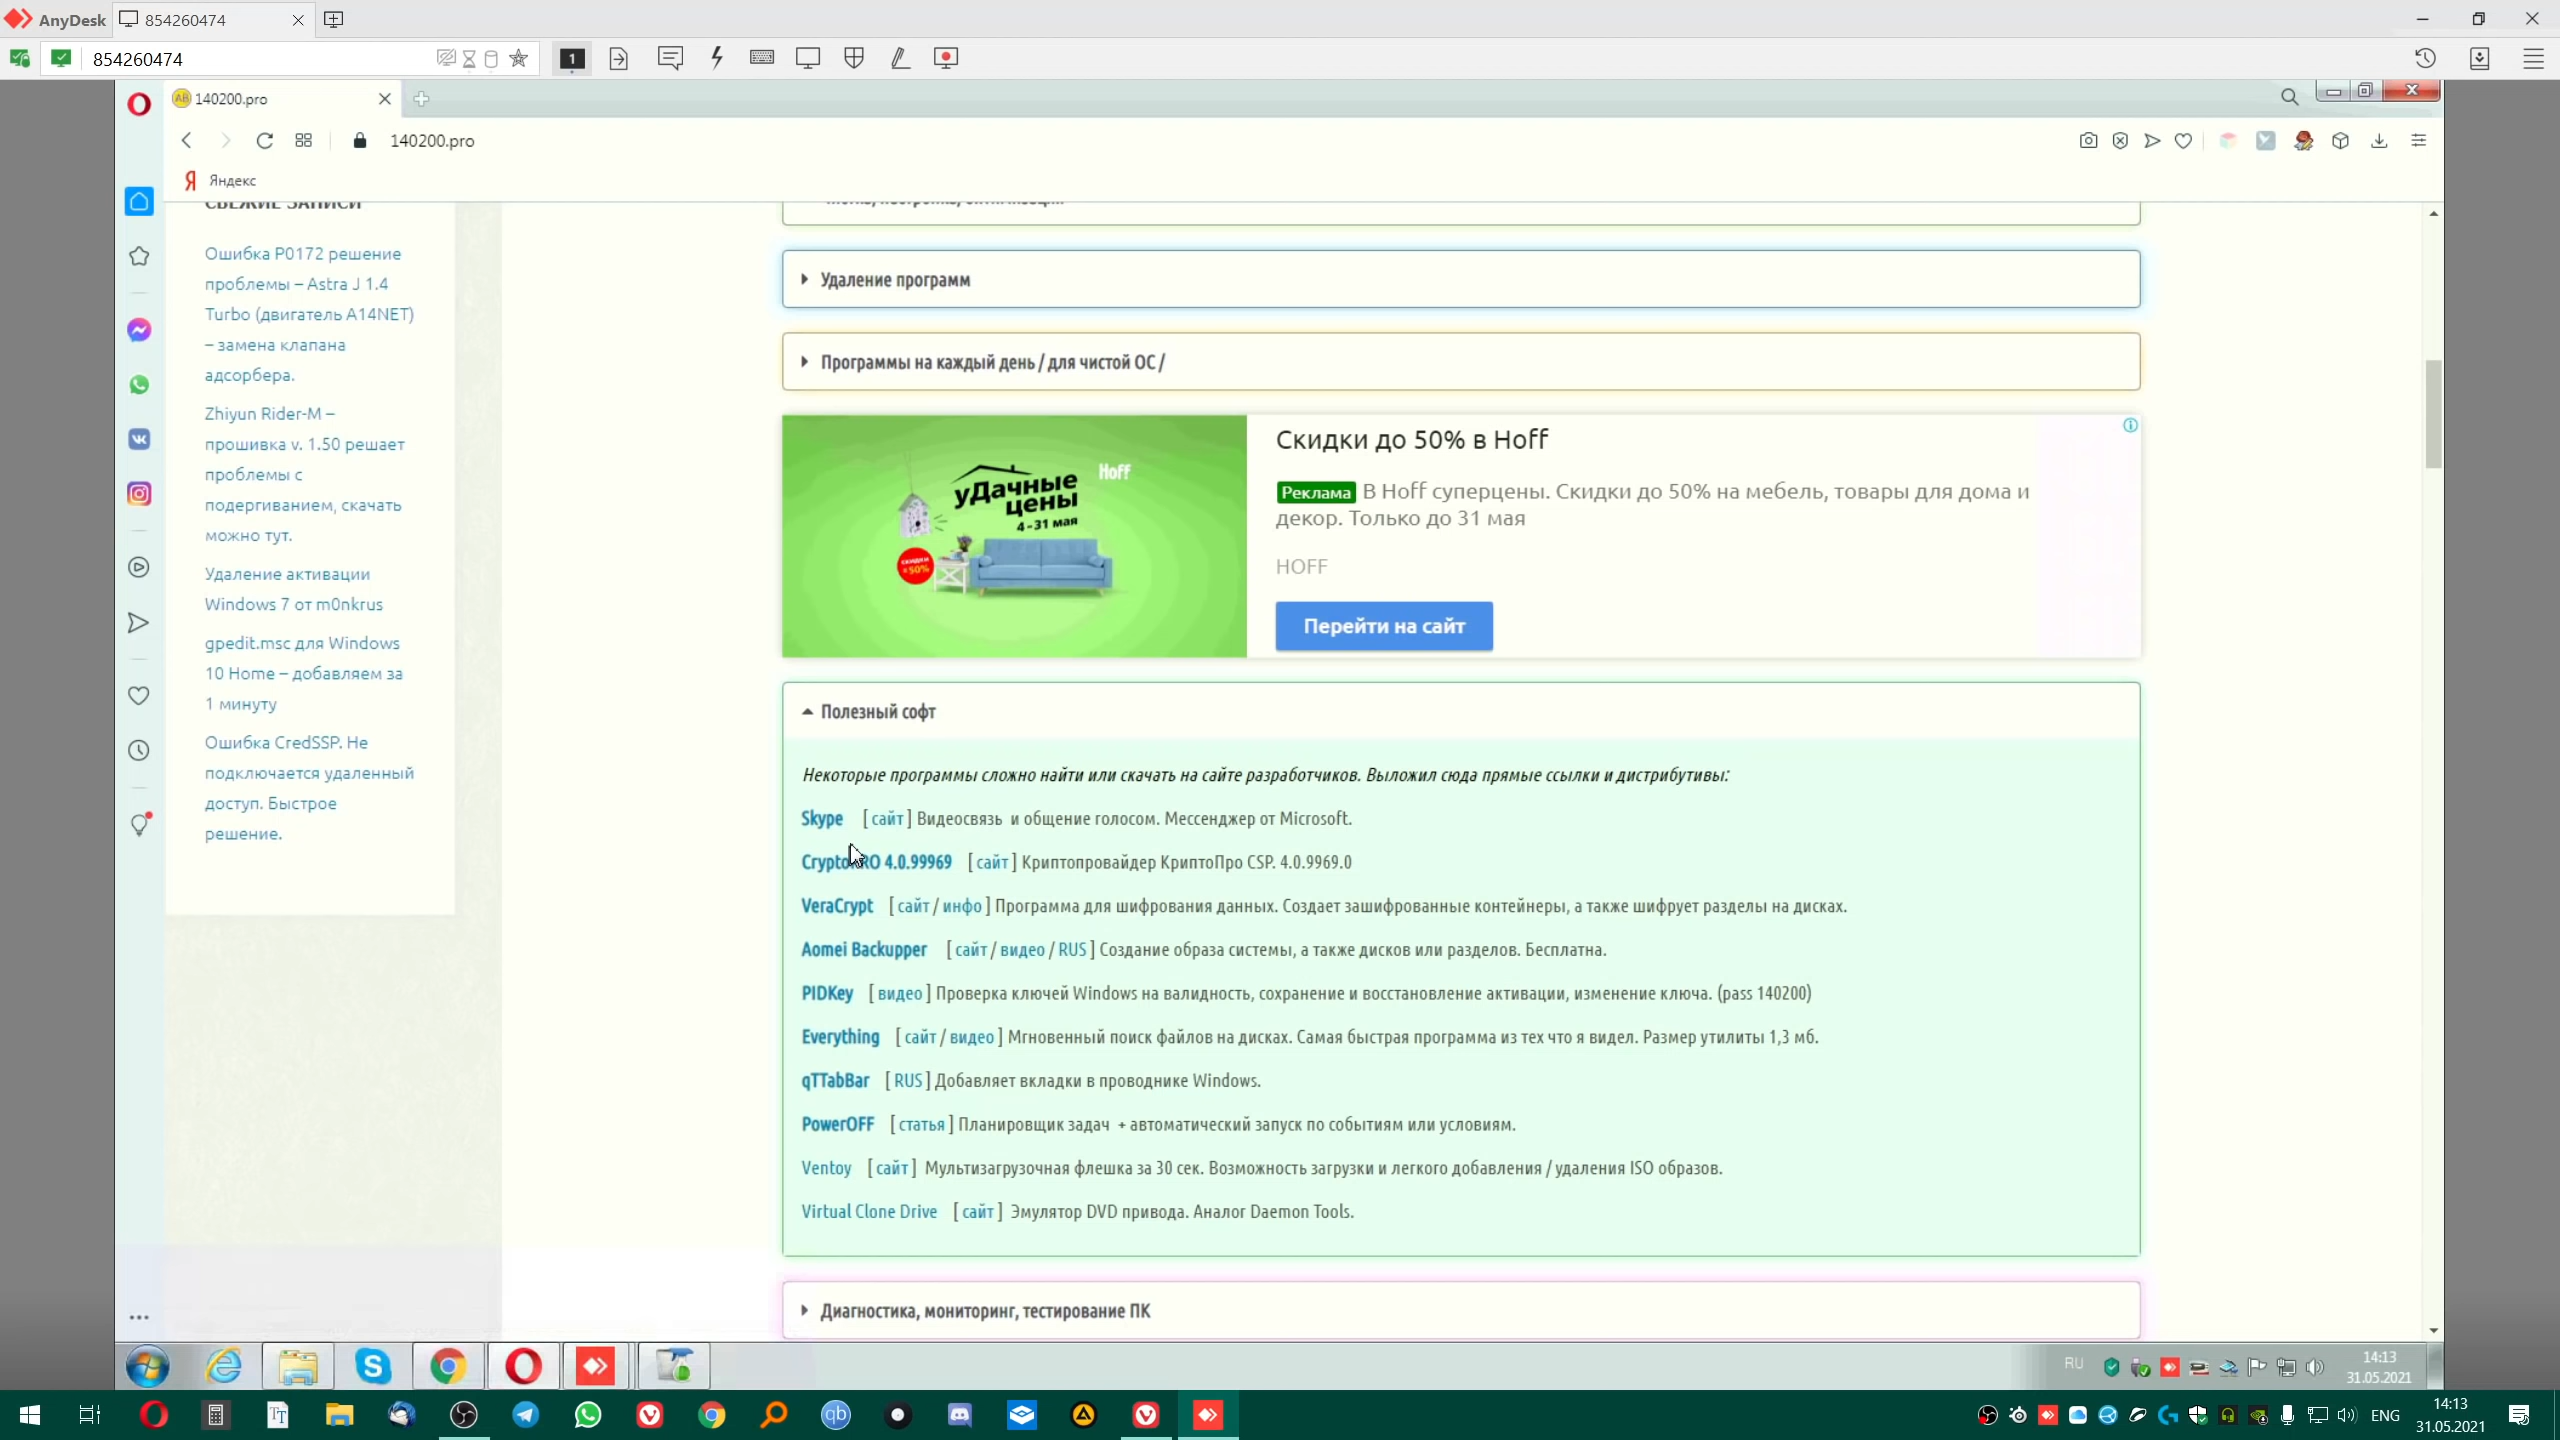 AnyDesk
854260474
854260474
1
140200.pro
140200.pro
Я Яндекс
СВЕЖИЕ ЗАПИСИ
Ошибка P0172 решение
проблемы – Astra J 1.4
Turbo (двигатель A14NET)
– замена клапана
адсорбера.
Zhiyun Rider-M –
прошивка v. 1.50 решает
проблемы с
подергиванием, скачать
можно тут.
Удаление активации
Windows 7 от m0nkrus
gpedit.msc для Windows
10 Home – добавляем за
1 минуту
Ошибка CredSSP. Не
подключается удаленный
доступ. Быстрое
решение.
Удаление программ
Программы на каждый день / для чистой ОС /
уДачные
цены
4-31 мая
Hoff
Скидки до 50% в Hoff
Реклама В Hoff суперцены. Скидки до 50% на мебель, товары для дома и
декор. Только до 31 мая
HOFF
Перейти на сайт
Полезный софт
Некоторые программы сложно найти или скачать на сайте разработчиков. Выложил сюда прямые ссылки и дистрибутивы:
Skype [ сайт ] Видеосвязь и общение голосом. Мессенджер от Microsoft.
CryptoPRO 4.0.99969 [ сайт ] Криптопровайдер КриптоПро CSP. 4.0.9969.0
VeraCrypt [ сайт / инфо ] Программа для шифрования данных. Создает зашифрованные контейнеры, а также шифрует разделы на дисках.
Aomei Backupper [ сайт / видео / RUS ] Создание образа системы, а также дисков или разделов. Бесплатна.
PIDKey [ видео ] Проверка ключей Windows на валидность, сохранение и восстановление активации, изменение ключа. (pass 140200)
Everything [ сайт / видео ] Мгновенный поиск файлов на дисках. Самая быстрая программа из тех что я видел. Размер утилиты 1,3 мб.
qTTabBar [ RUS ] Добавляет вкладки в проводнике Windows.
PowerOFF [ статья ] Планировщик задач + автоматический запуск по событиям или условиям.
Ventoy [ сайт ] Мультизагрузочная флешка за 30 сек. Возможность загрузки и легкого добавления / удаления ISO образов.
Virtual Clone Drive [ сайт ] Эмулятор DVD привода. Аналог Daemon Tools.
Диагностика, мониторинг, тестирование ПК
RU
14:13
31.05.2021
ENG
14:13
31.05.2021